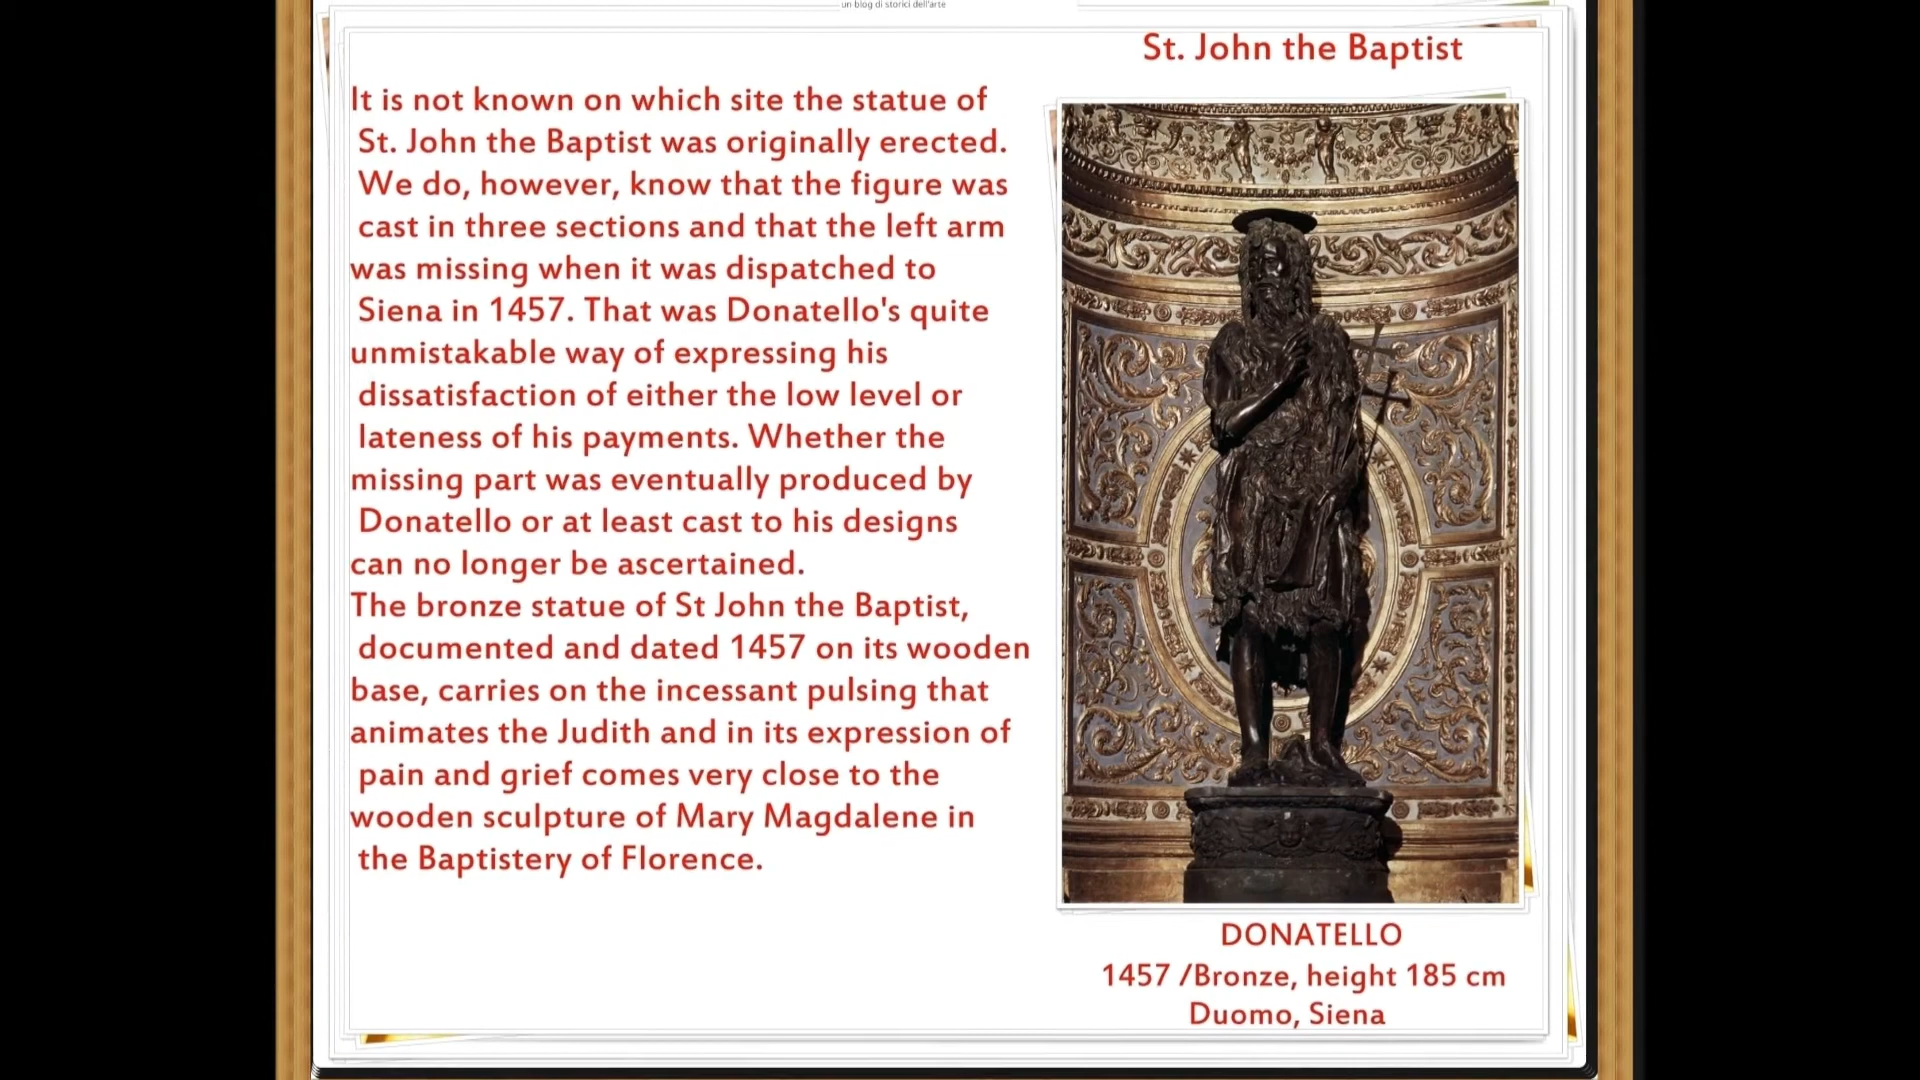 un blog di storici dell'arte
St. John the Baptist
It is not known on which site the statue of
St. John the Baptist was originally erected.
We do, however, know that the figure was
cast in three sections and that the left arm
was missing when it was dispatched to
Siena in 1457. That was Donatello's quite
unmistakable way of expressing his
dissatisfaction of either the low level or
lateness of his payments. Whether the
missing part was eventually produced by
Donatello or at least cast to his designs
can no longer be ascertained.
The bronze statue of St John the Baptist,
documented and dated 1457 on its wooden
base, carries on the incessant pulsing that
animates the Judith and in its expression of
pain and grief comes very close to the
wooden sculpture of Mary Magdalene in
the Baptistery of Florence.
DONATELLO
1457 /Bronze, height 185 cm
Duomo, Siena